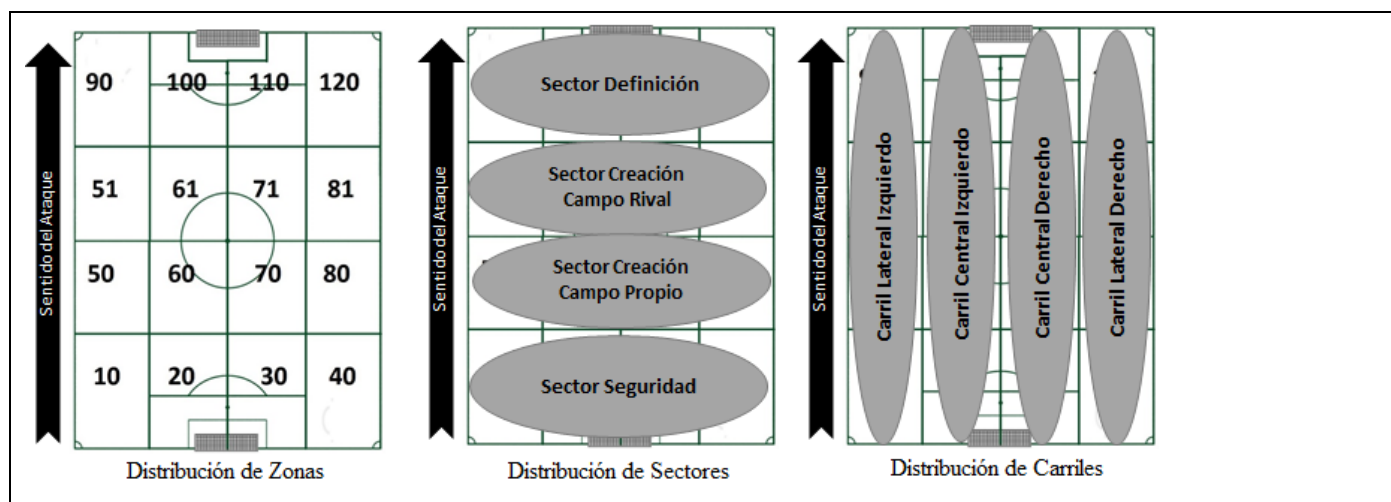 Sentido del Ataque
90 100 110 120
51 61 71 81
50 60 70 80
10 20 30 40
Distribución de Zonas
Sentido del Ataque
Sector Definición
Sector Creación
Campo Rival
Sector Creación
Campo Propio
Sector Seguridad
Distribución de Sectores
Sentido del Ataque
Carril Lateral Izquierdo
Carril Central Izquierdo
Carril Central Derecho
Carril Lateral Derecho
Distribución de Carriles